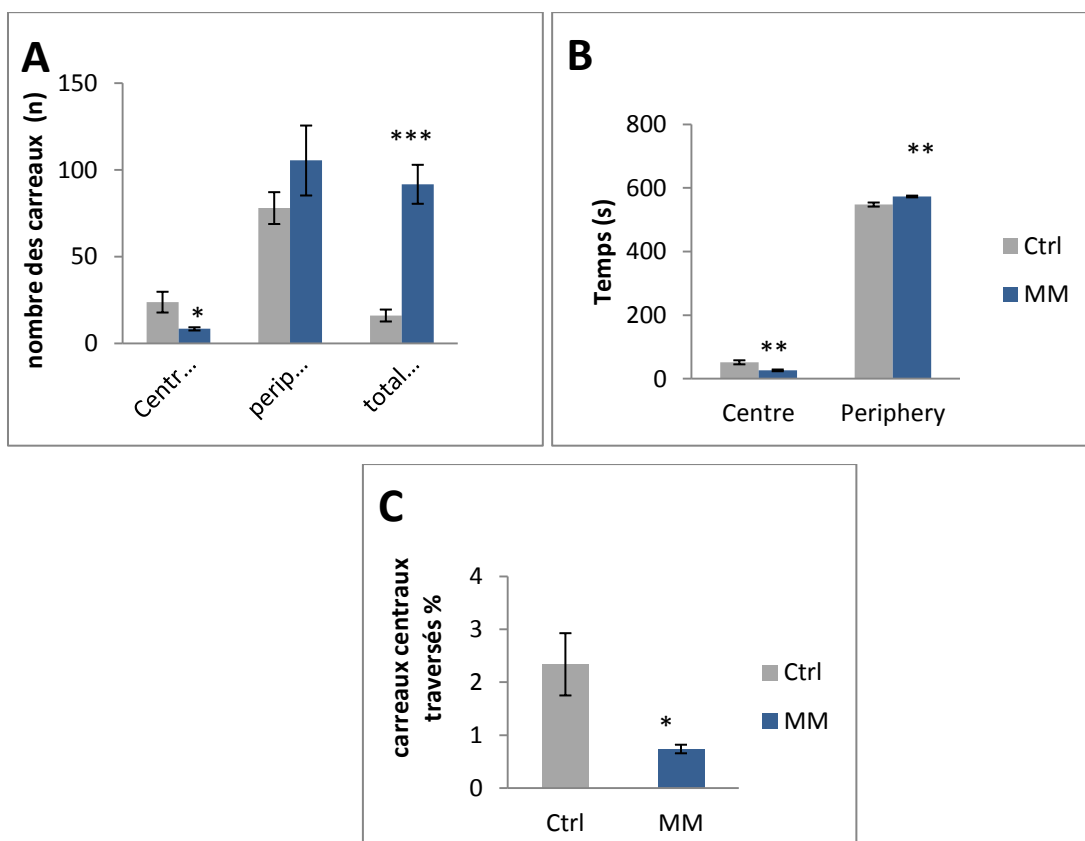 A
nombre des carreaux (n)
150
100
50
0
*
***
Centr...
perip...
total...
B
Temps (s)
800
600
400
200
0
**
**
Centre
Periphery
Ctrl
MM
C
carreaux centraux
traversés %
4
3
2
1
0
*
Ctrl
MM
Ctrl
MM